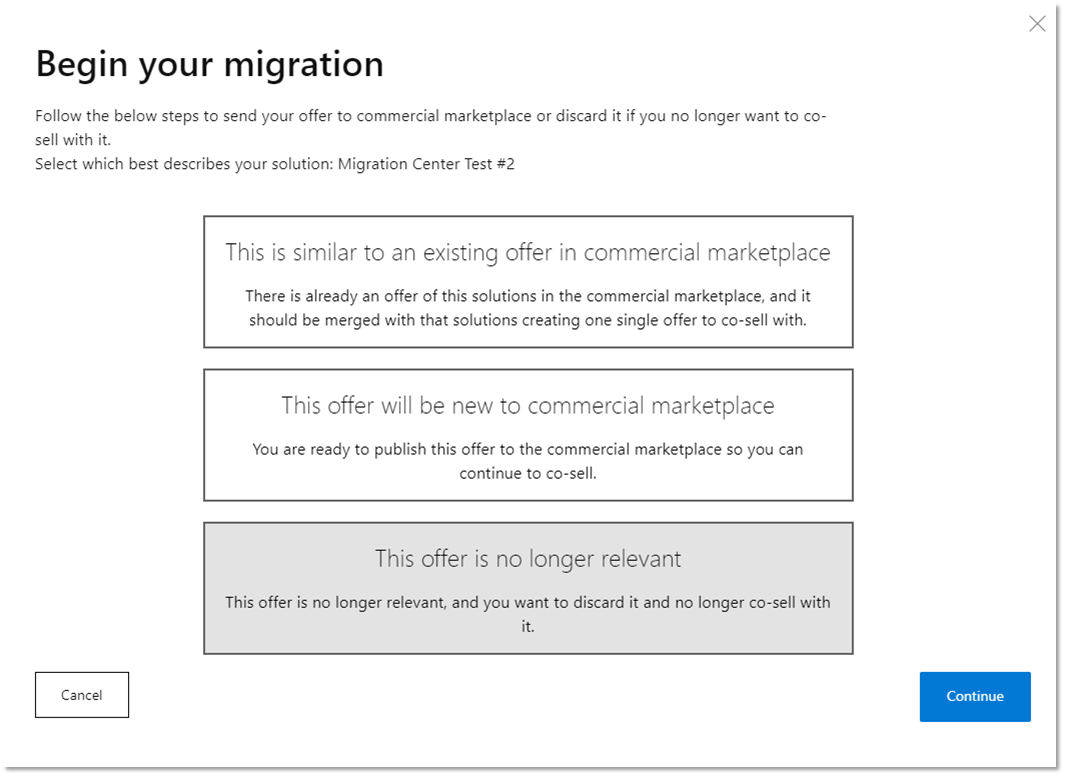 Begin your migration
Follow the below steps to send your offer to commercial marketplace or discard it if you no longer want to co-
sell with it.
Select which best describes your solution: Migration Center Test #2
This is similar to an existing offer in commercial marketplace
There is already an offer of this solutions in the commercial marketplace, and it
should be merged with that solutions creating one single offer to co-sell with.
This offer will be new to commercial marketplace
You are ready to publish this offer to the commercial marketplace so you can
continue to co-sell.
This offer is no longer relevant
This offer is no longer relevant, and you want to discard it and no longer co-sell with
it.
Cancel
Continue